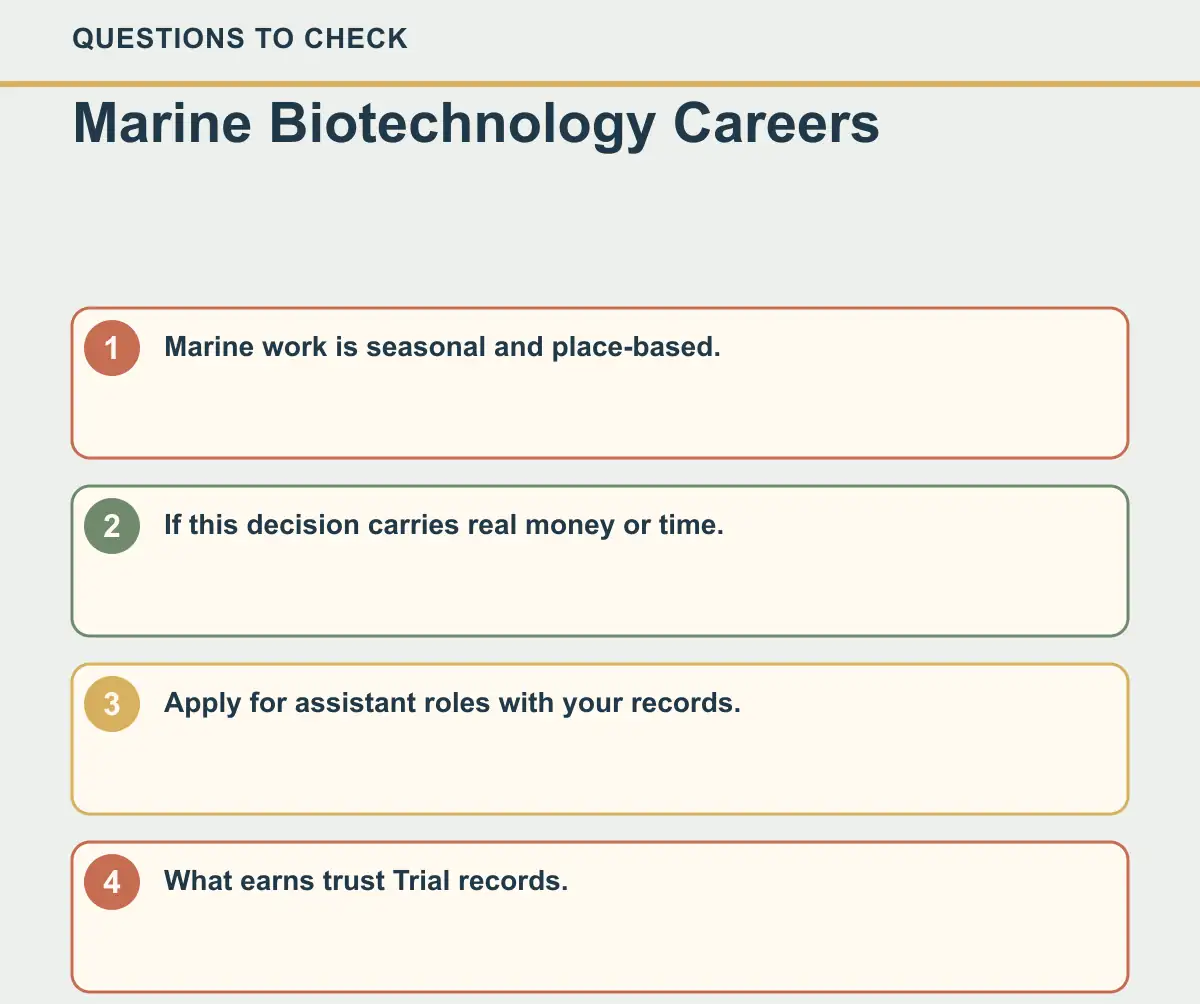 QUESTIONS TO CHECK
Marine Biotechnology Careers
1
Marine work is seasonal and place-based.
2
If this decision carries real money or time.
3
Apply for assistant roles with your records.
4
What earns trust Trial records.